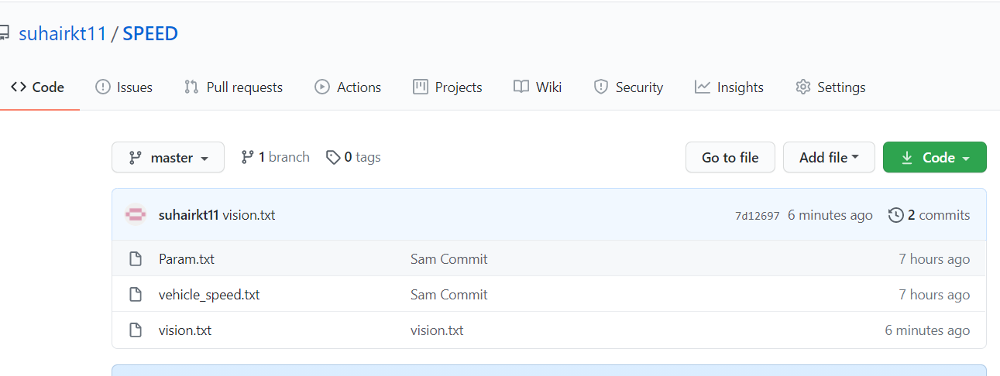 suhairkt11 / SPEED
Code Issues Pull requests Actions Projects Wiki Security Insights Settings
master 1 branch 0 tags Go to file Add file Code
suhairkt11 vision.txt 7d12697 6 minutes ago 2 commits
Param.txt Sam Commit 7 hours ago
vehicle_speed.txt Sam Commit 7 hours ago
vision.txt vision.txt 6 minutes ago